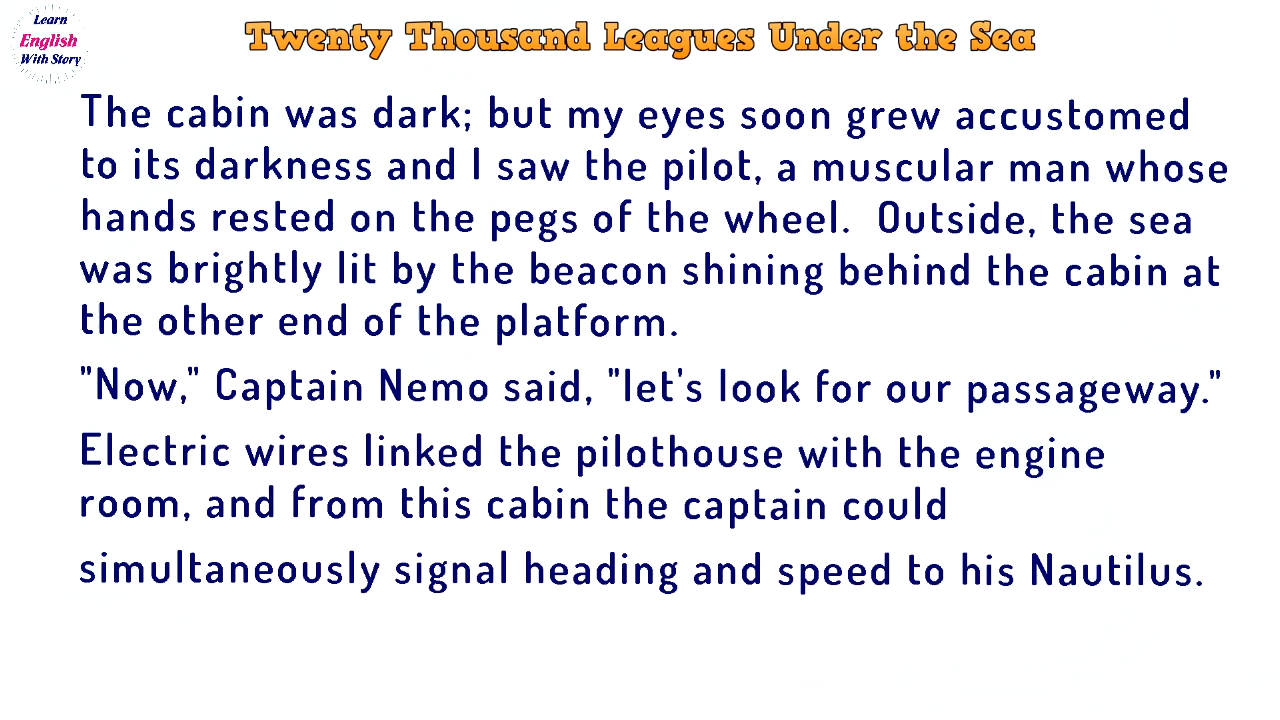 Learn
English
With Story
Twenty Thousand Leagues Under the Sea
The cabin was dark; but my eyes soon grew accustomed
to its darkness and I saw the pilot, a muscular man whose
hands rested on the pegs of the wheel.  Outside, the sea
was brightly lit by the beacon shining behind the cabin at
the other end of the platform.
"Now," Captain Nemo said, "let's look for our passageway."
Electric wires linked the pilothouse with the engine
room, and from this cabin the captain could
simultaneously signal heading and speed to his Nautilus.